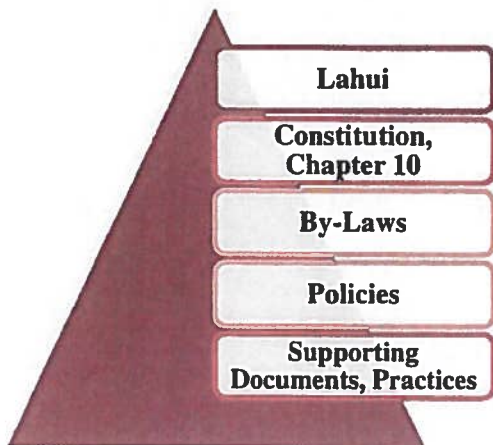 Lahui
Constitution,
Chapter 10
By-Laws
Policies
Supporting
Documents, Practices